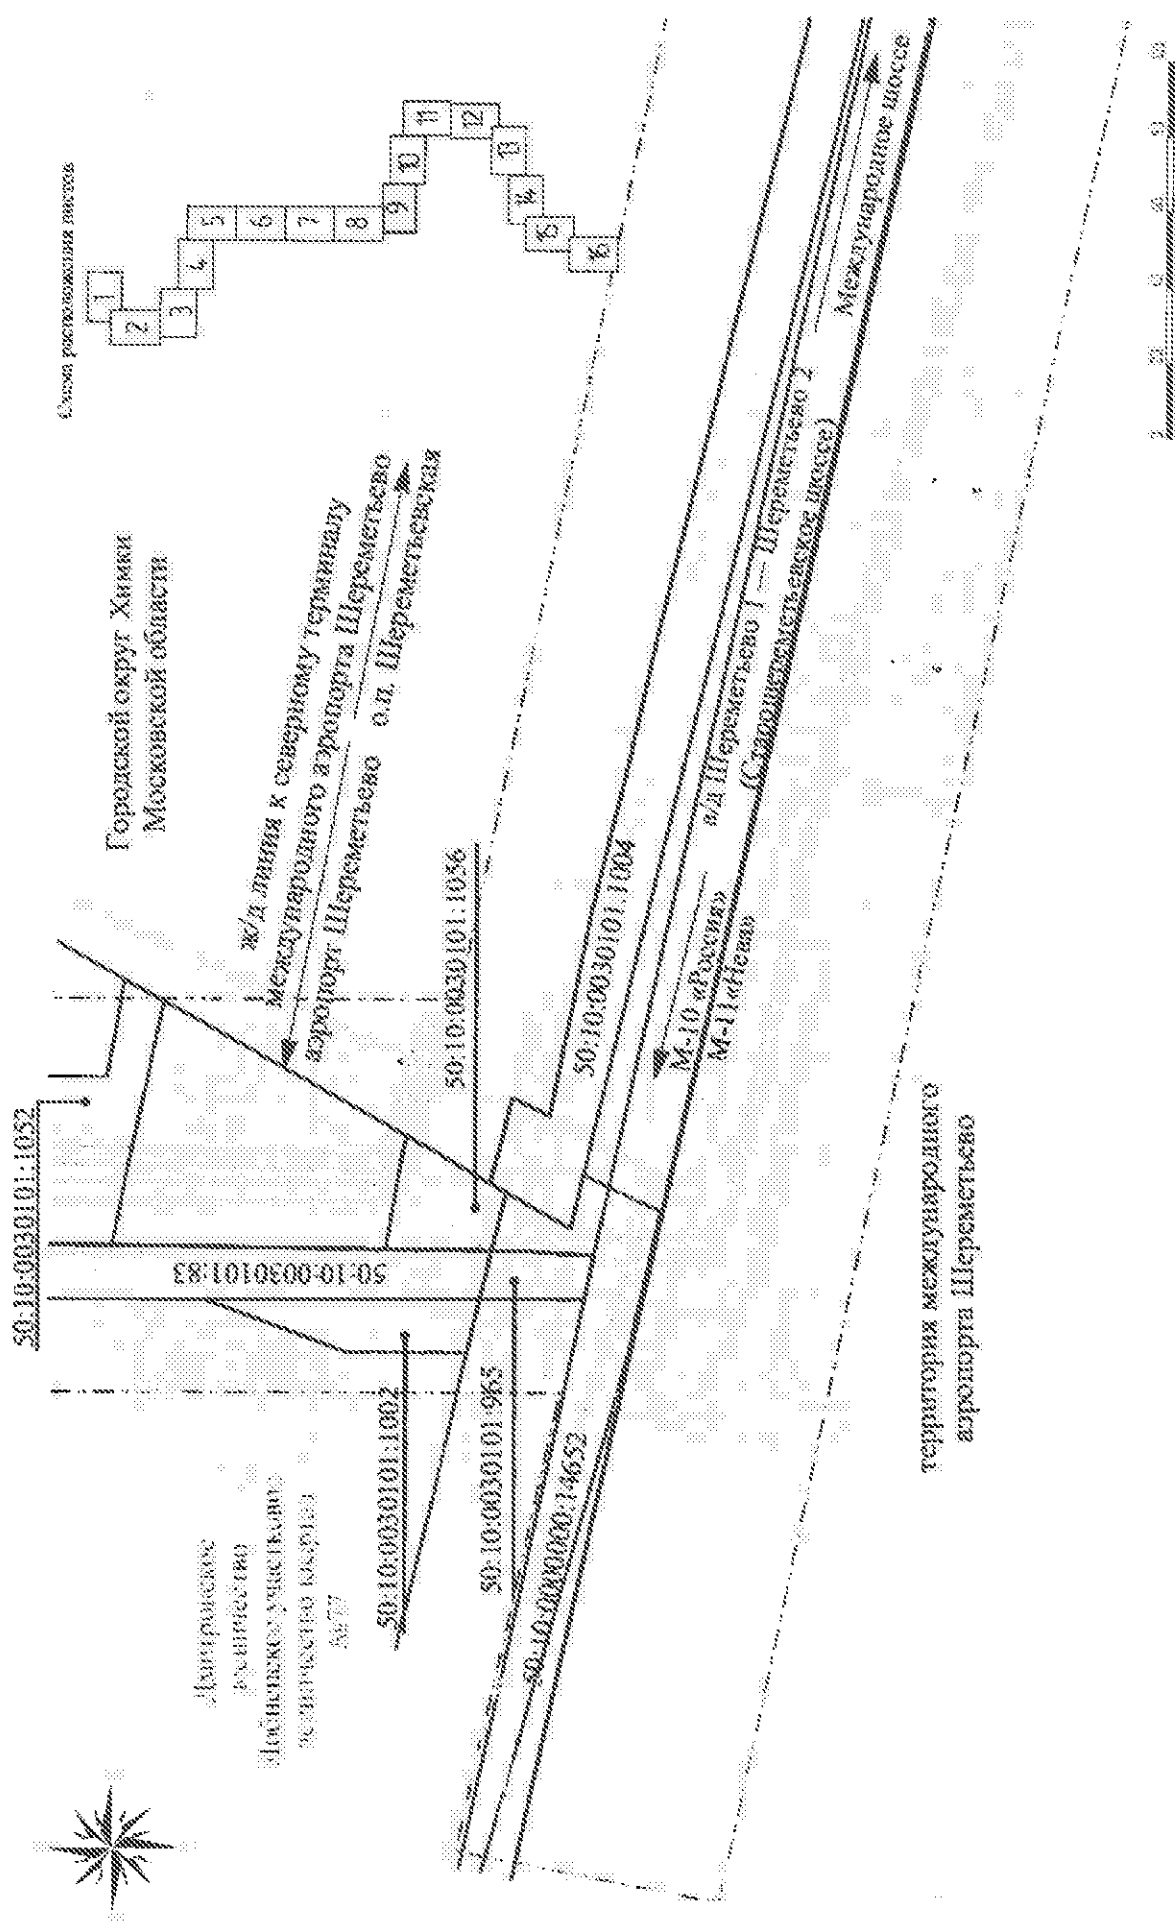 Схема расположения листов
1
2
3
4
5
6
7
8
9
10
11
12
13
14
15
16
Городской округ Химки
Московской области
ж/д линия к северному терминалу
международного аэропорта Шереметьево
аэропорт Шереметьево о.п. Шереметьевская
50:10:0030101:1052
50:10:0030101:83
50:10:0030101:1056
50:10:0030101:1002
50:10:0030101:965
50:10:0030101:1004
50:10:0000000:14652
участковое
М-10 «Россия»
М-11 «Нева»
а/д Шереметьево 1 — Шереметьево 2
(Старошереметьевское шоссе)
Международное шоссе
территория международного
аэропорта Шереметьево